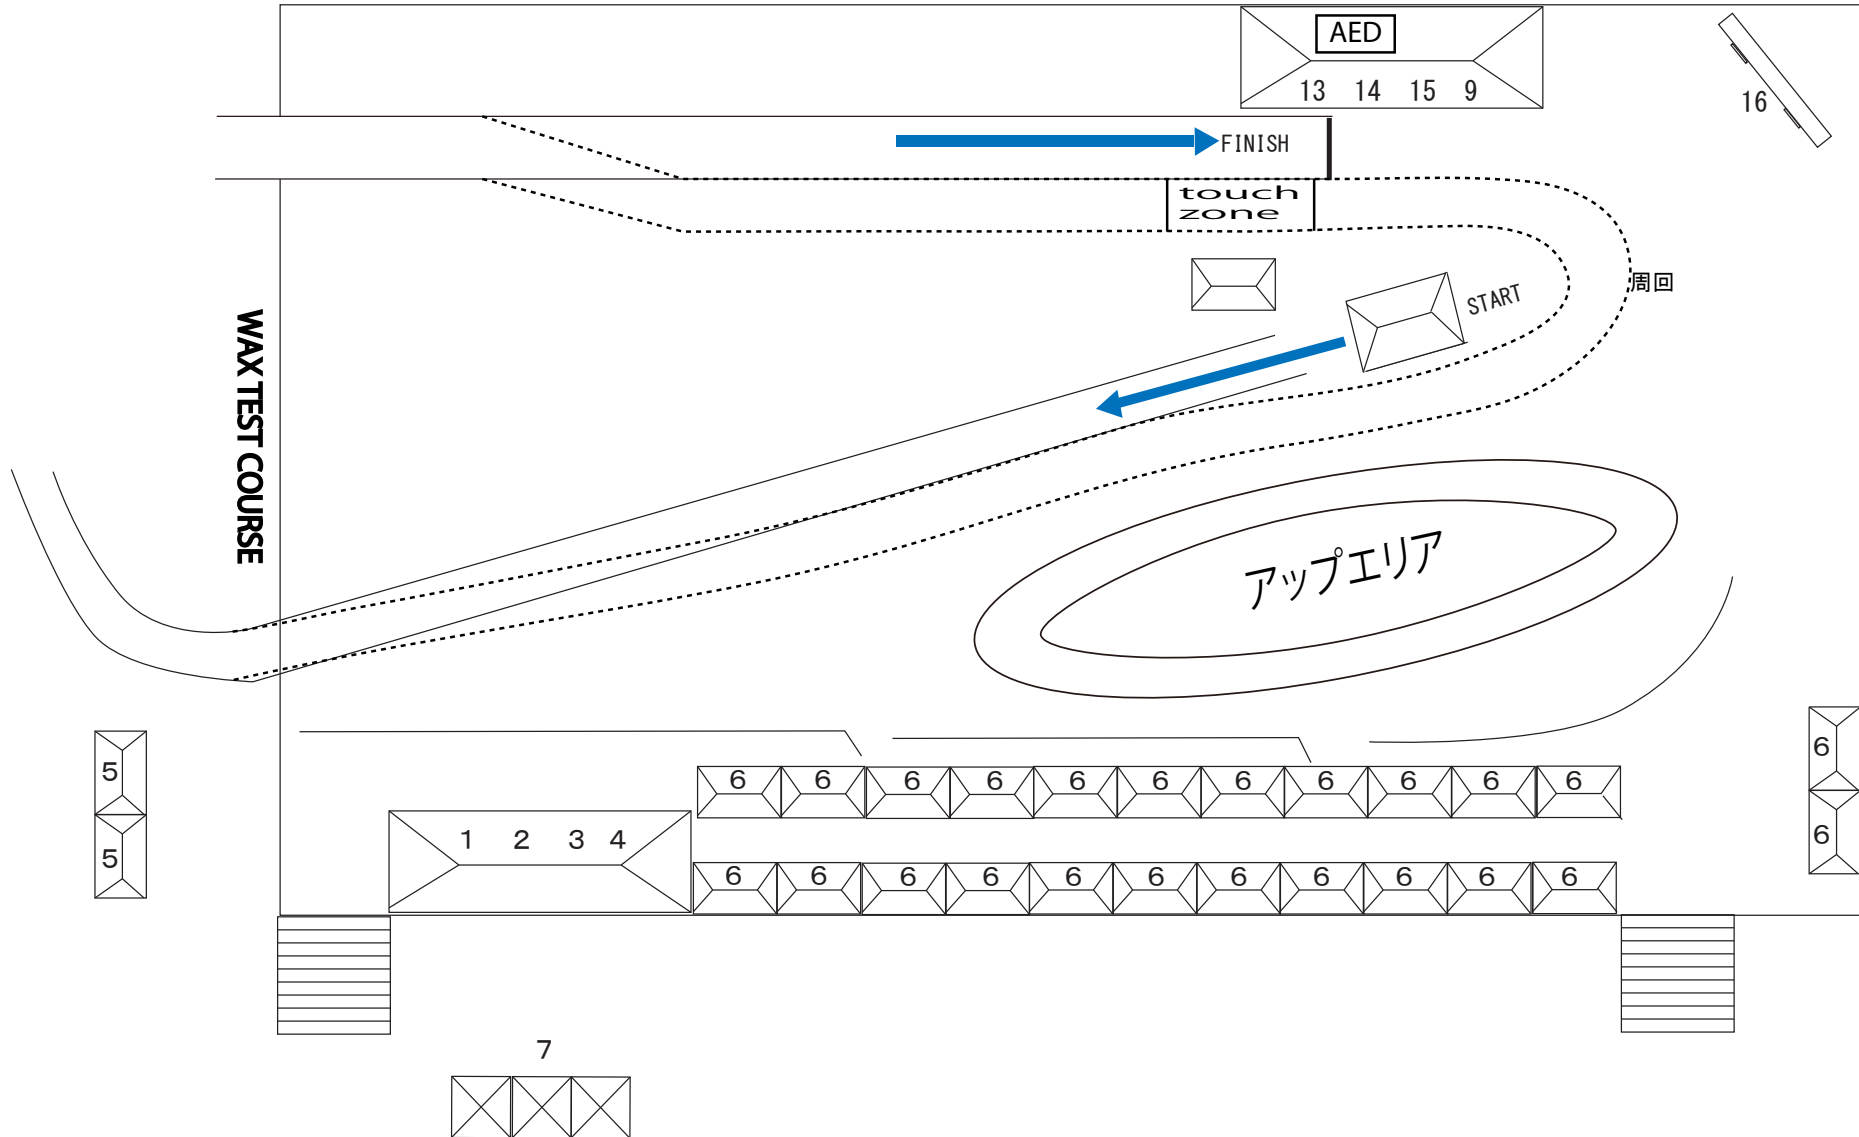 AED
13 14 15 9
16
FINISH
touch
zone
周回
START
WAX TEST COURSE
アップエリア
5
6
6 6 6 6 6 6 6 6 6 6 6
1 2 3 4
6
5
6 6 6 6 6 6 6 6 6 6 6
7